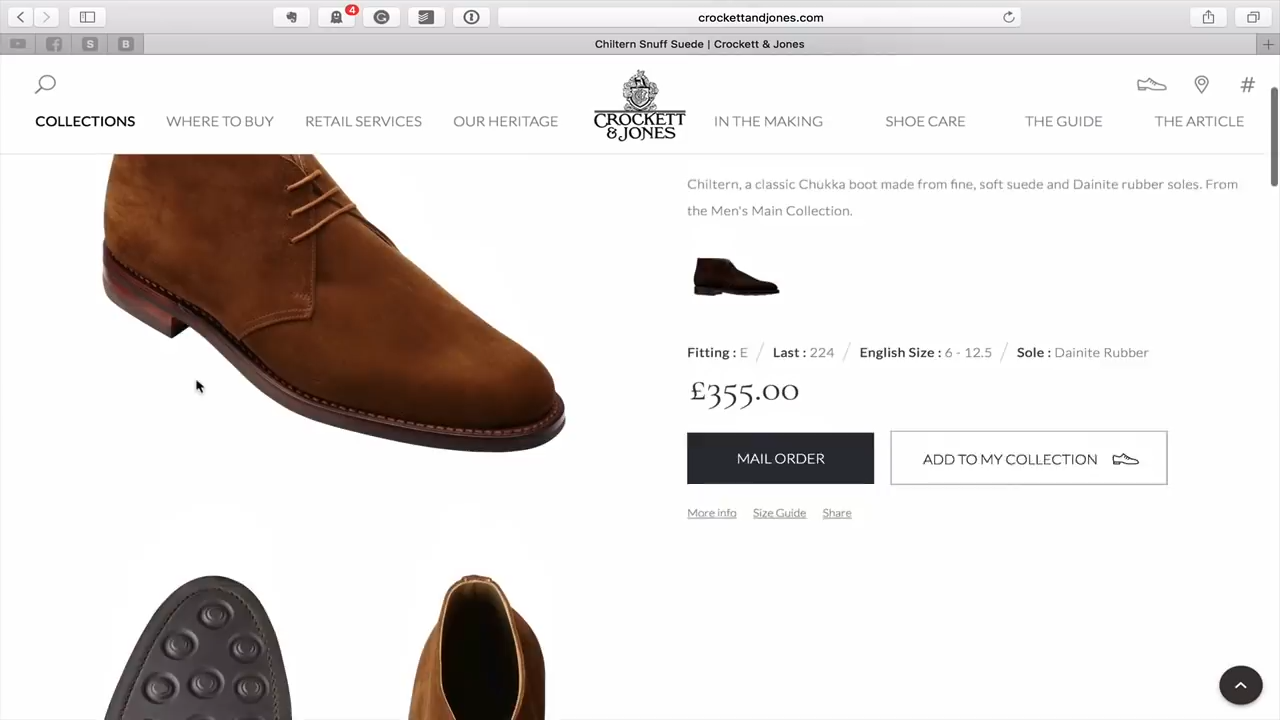 4
crockettandjones.com
S
B
Chiltern Snuff Suede | Crockett & Jones
COLLECTIONS
WHERE TO BUY
RETAIL SERVICES
OUR HERITAGE
CROCKETT
& JONES
IN THE MAKING
SHOE CARE
THE GUIDE
THE ARTICLE
#
Chiltern, a classic Chukka boot made from fine, soft suede and Dainite rubber soles. From
the Men's Main Collection.
Fitting : E / Last : 224 / English Size : 6 - 12.5 / Sole : Dainite Rubber
£355.00
MAIL ORDER
ADD TO MY COLLECTION
More info
Size Guide
Share